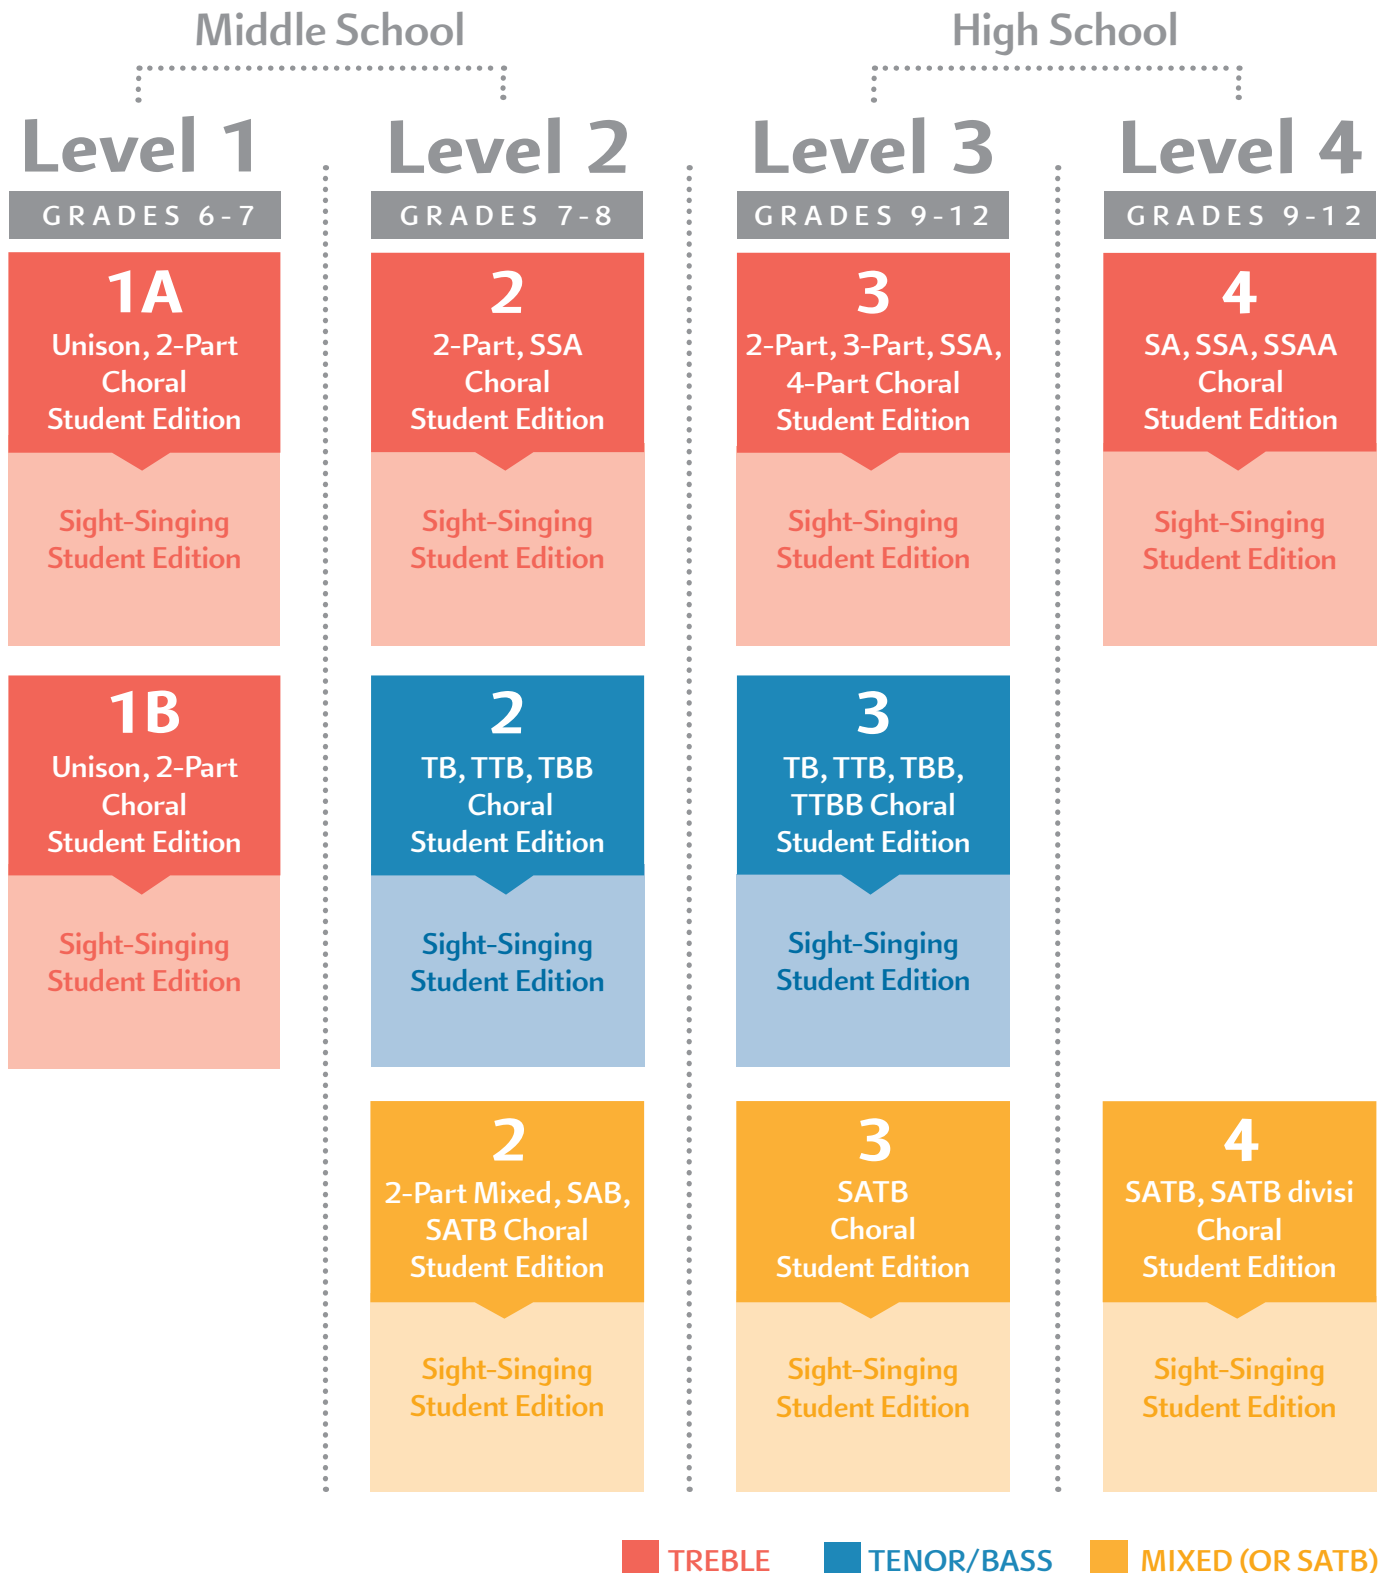 Middle School
High School
Level 1
Level 2
Level 3
Level 4
GRADES 6-7
GRADES 7-8
GRADES 9-12
GRADES 9-12
1A
Unison, 2-Part
Choral
Student Edition
Sight-Singing
Student Edition
2
2-Part, SSA
Choral
Student Edition
Sight-Singing
Student Edition
3
2-Part, 3-Part, SSA,
4-Part Choral
Student Edition
Sight-Singing
Student Edition
4
SA, SSA, SSAA
Choral
Student Edition
Sight-Singing
Student Edition
1B
Unison, 2-Part
Choral
Student Edition
Sight-Singing
Student Edition
2
TB, TTB, TBB
Choral
Student Edition
Sight-Singing
Student Edition
3
TB, TTB, TBB,
TTBB Choral
Student Edition
Sight-Singing
Student Edition
2
2-Part Mixed, SAB,
SATB Choral
Student Edition
Sight-Singing
Student Edition
3
SATB
Choral
Student Edition
Sight-Singing
Student Edition
4
SATB, SATB divisi
Choral
Student Edition
Sight-Singing
Student Edition
TREBLE
TENOR/BASS
MIXED (OR SATB)